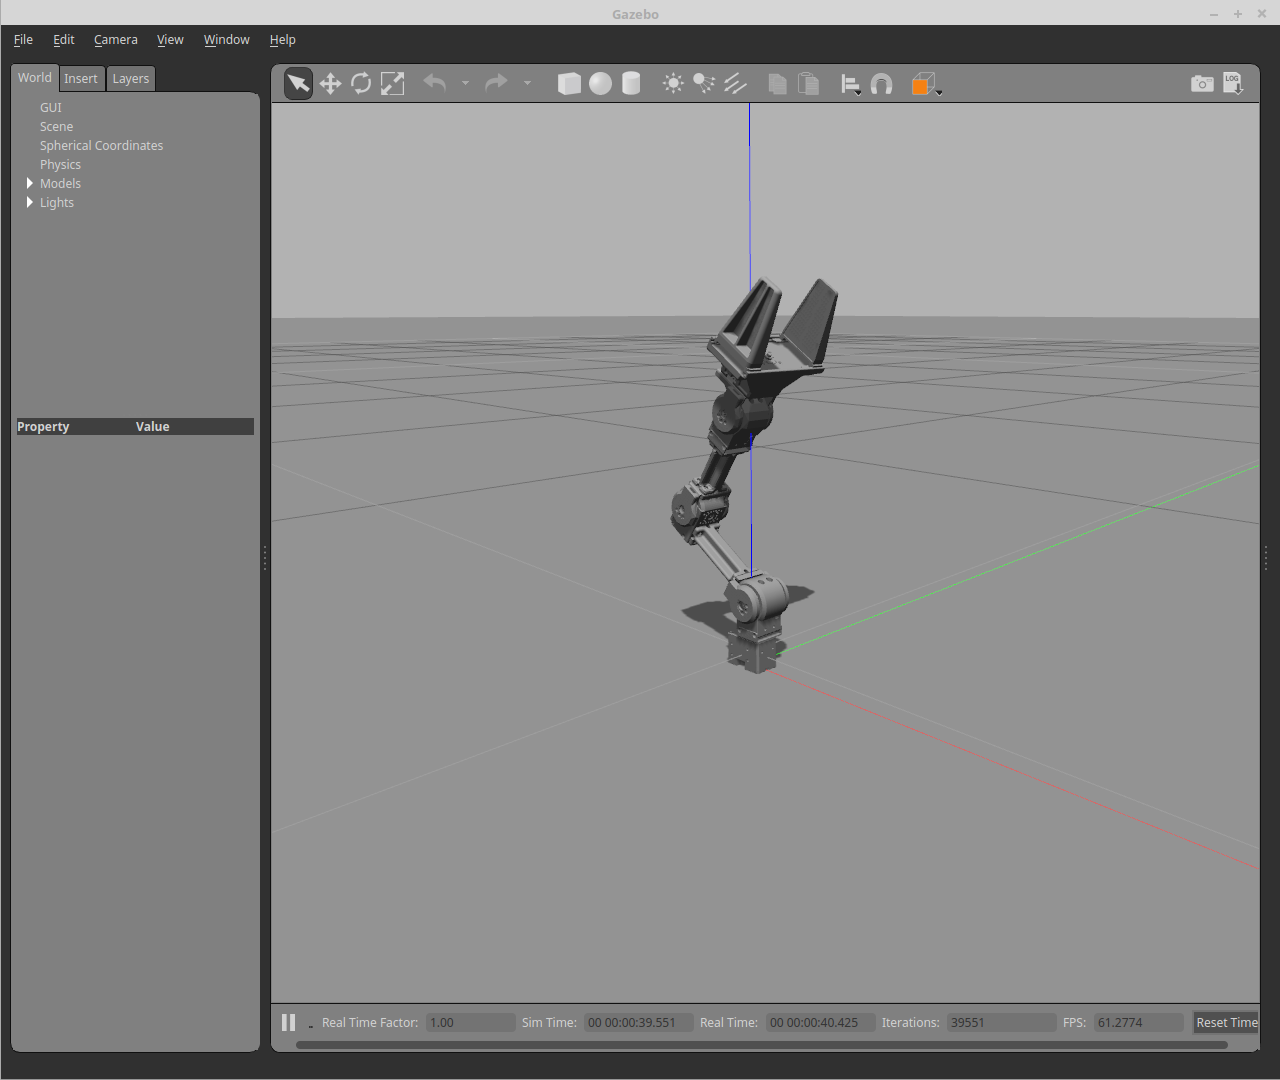 Gazebo
File Edit Camera View Window Help
World Insert Layers
LOG
GUI
Scene
Spherical Coordinates
Physics
Models
Lights
Property Value
Real Time Factor: 1.00 Sim Time: 00 00:00:39.551 Real Time: 00 00:00:40.425 Iterations: 39551 FPS: 61.2774 Reset Time